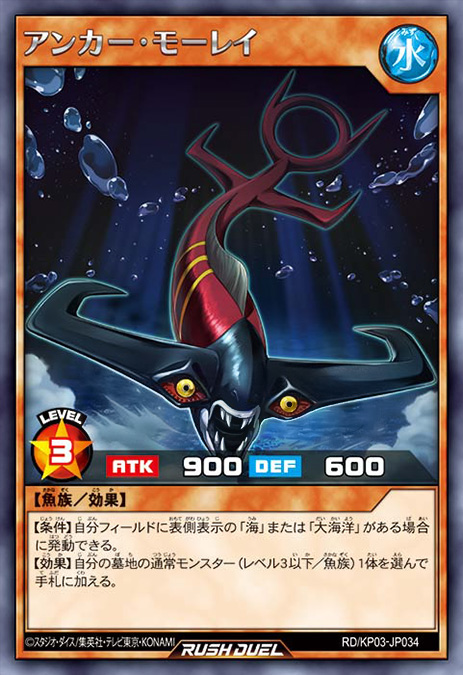 アンカー・モーレイ
みず
水
LEVEL
3
ATK 900 DEF 600
【魚族／効果】
【条件】自分フィールドに表側表示の「海」または「大海洋」がある場合
に発動できる。
【効果】自分の墓地の通常モンスター（レベル3以下／魚族）1体を選んで
手札に加える。
©スタジオ・ダイス/集英社・テレビ東京・KONAMI
RUSH DUEL
RD/KP03-JP034